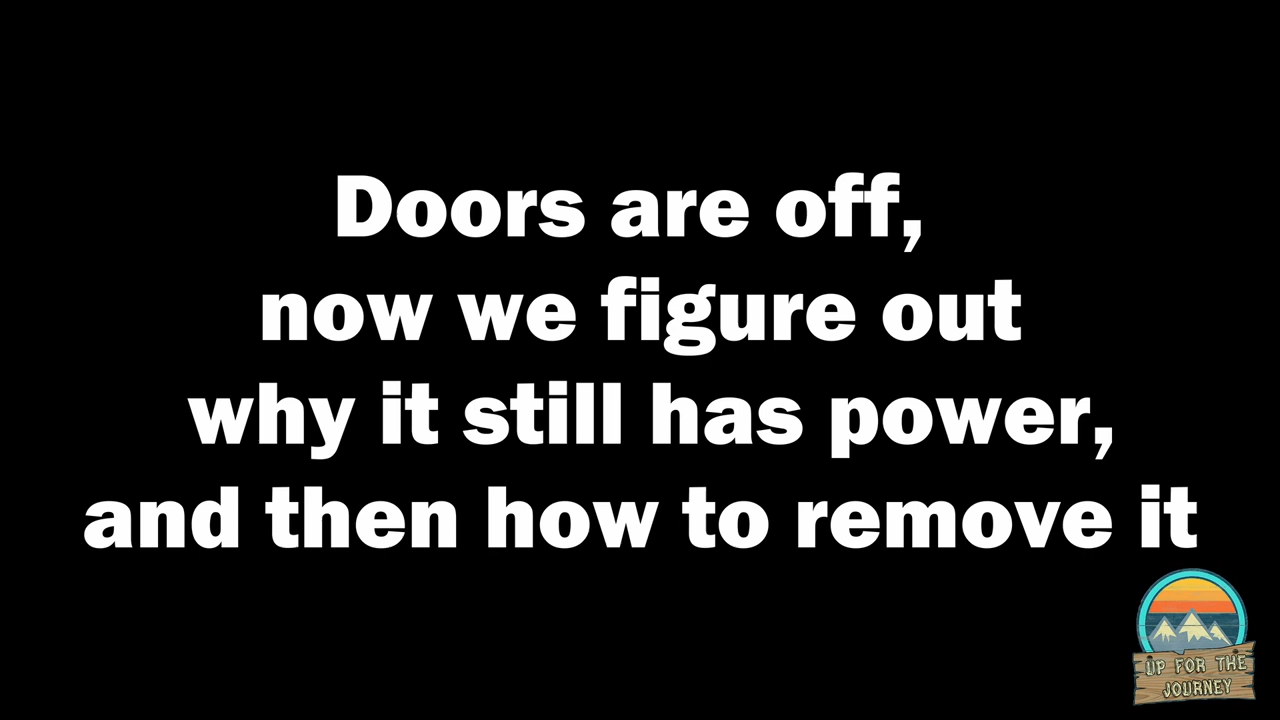 Doors are off,
now we figure out
why it still has power,
and then how to remove it
UP FOR THE
JOURNEY